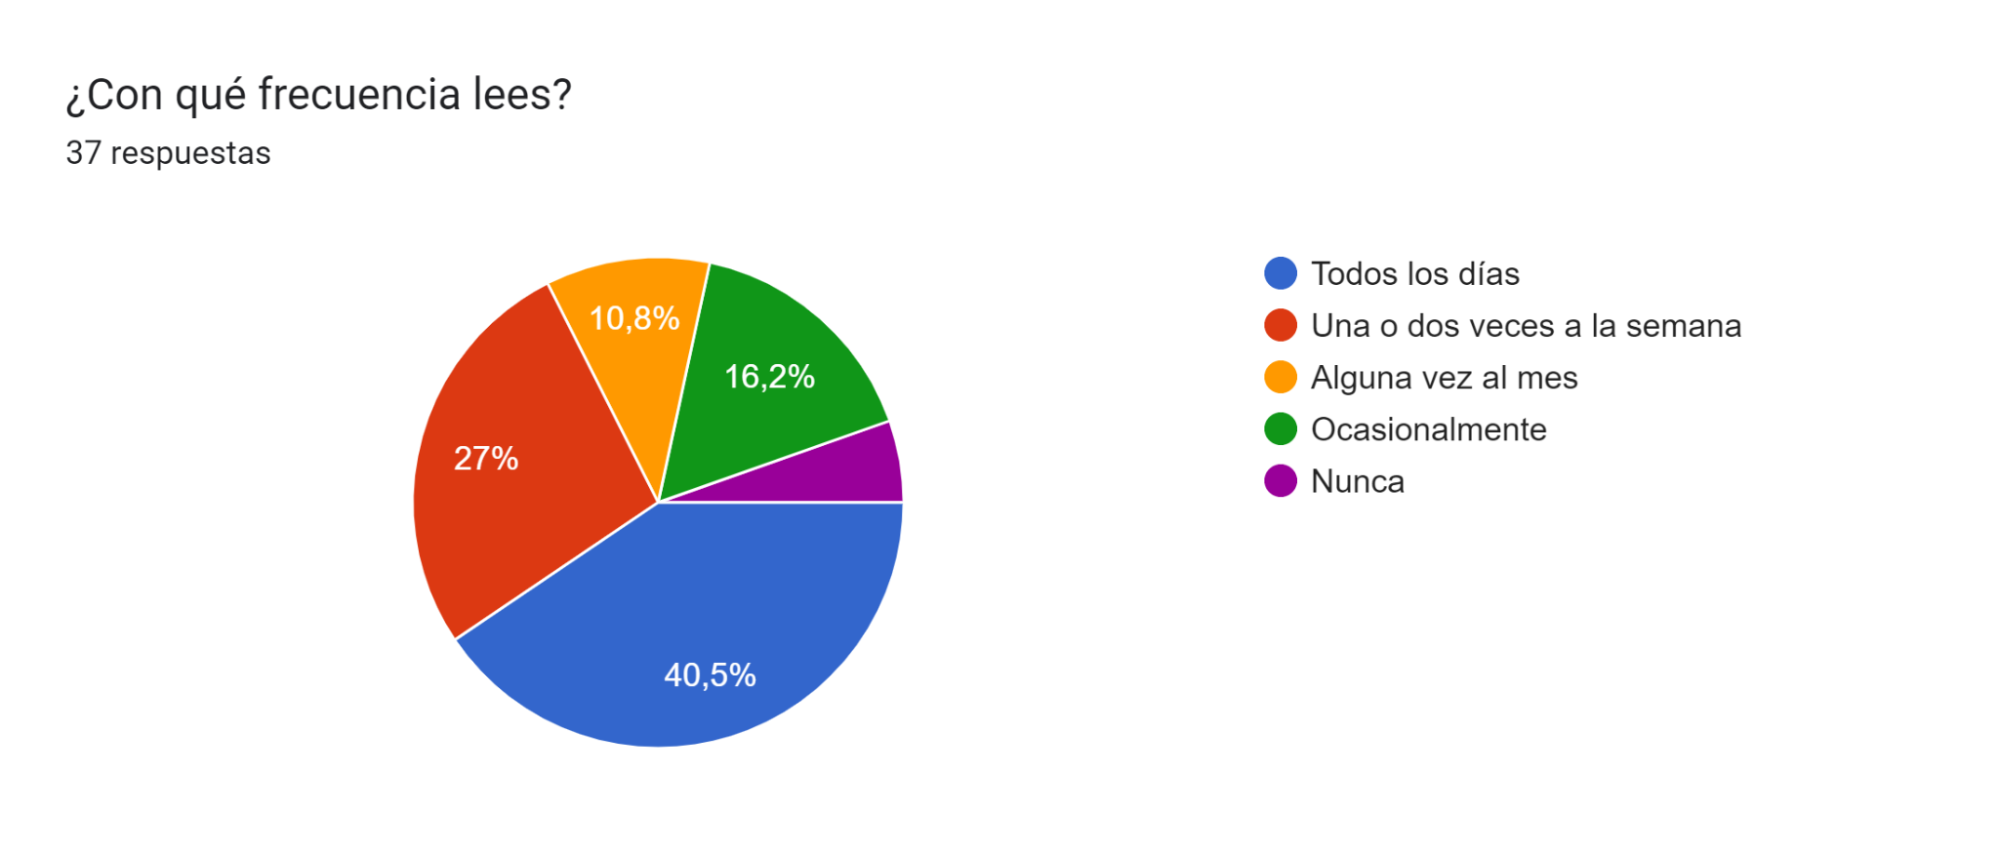 ¿Con qué frecuencia lees?
37 respuestas
10,8%
16,2%
27%
40,5%
Todos los días
Una o dos veces a la semana
Alguna vez al mes
Ocasionalmente
Nunca